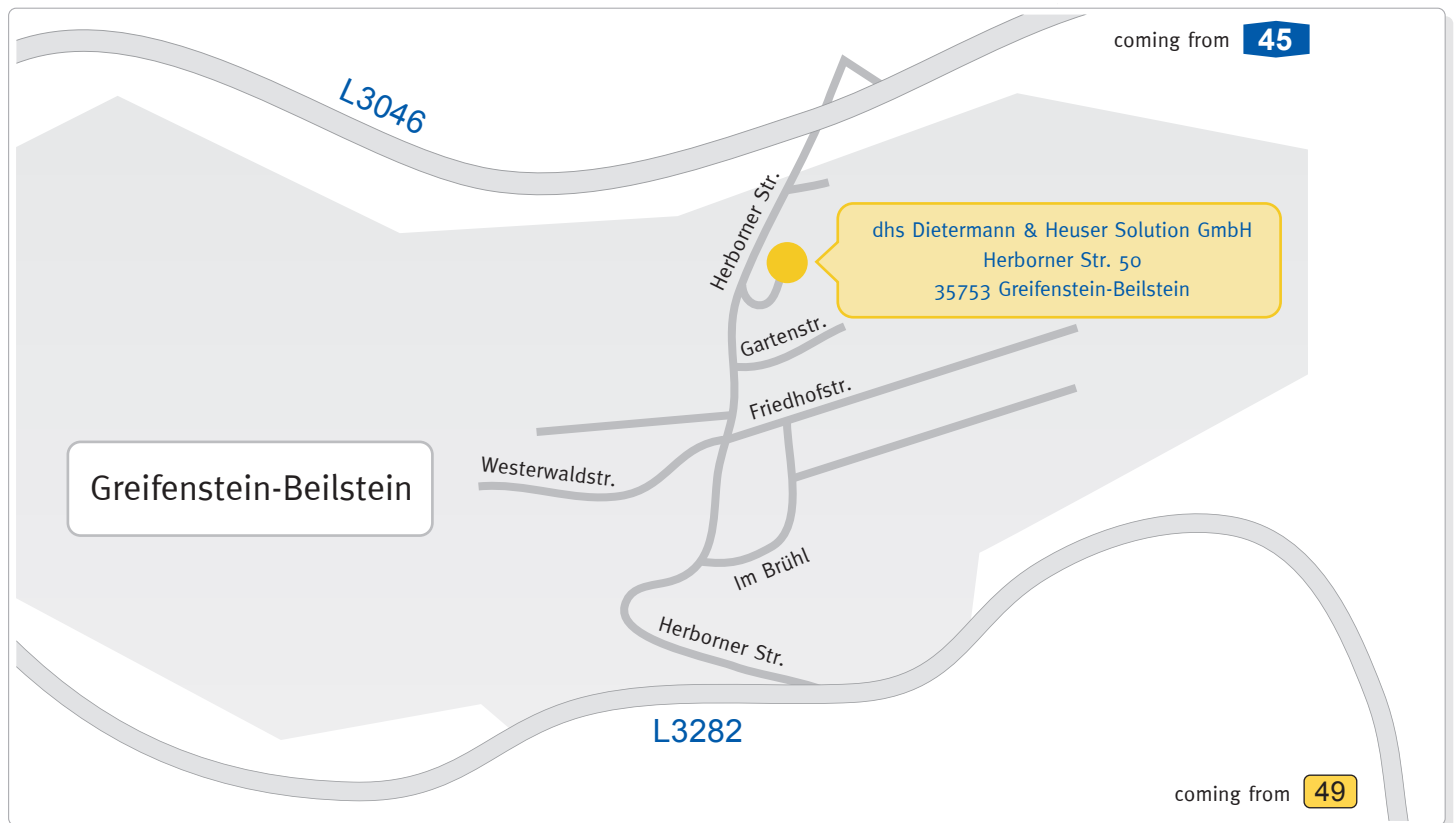 coming from 45
L3046
Herborner Str.
dhs Dietermann & Heuser Solution GmbH
Herborner Str. 50
35753 Greifenstein-Beilstein
Gartenstr.
Friedhofstr.
Westerwaldstr.
Greifenstein-Beilstein
Im Brühl
Herborner Str.
L3282
coming from 49